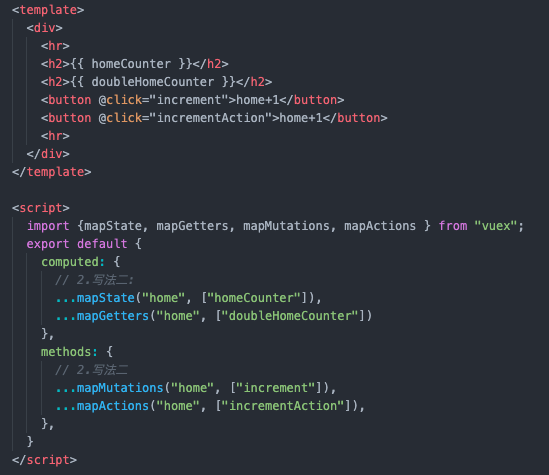 <template>
  <div>
    <hr>
    <h2>{{ homeCounter }}</h2>
    <h2>{{ doubleHomeCounter }}</h2>
    <button @click="increment">home+1</button>
    <button @click="incrementAction">home+1</button>
    <hr>
  </div>
</template>

<script>
  import {mapState, mapGetters, mapMutations, mapActions } from "vuex";
  export default {
    computed: {
      // 2.写法二:
      ...mapState("home", ["homeCounter"]),
      ...mapGetters("home", ["doubleHomeCounter"])
    },
    methods: {
      // 2.写法二
      ...mapMutations("home", ["increment"]),
      ...mapActions("home", ["incrementAction"]),
    },
  }
</script>